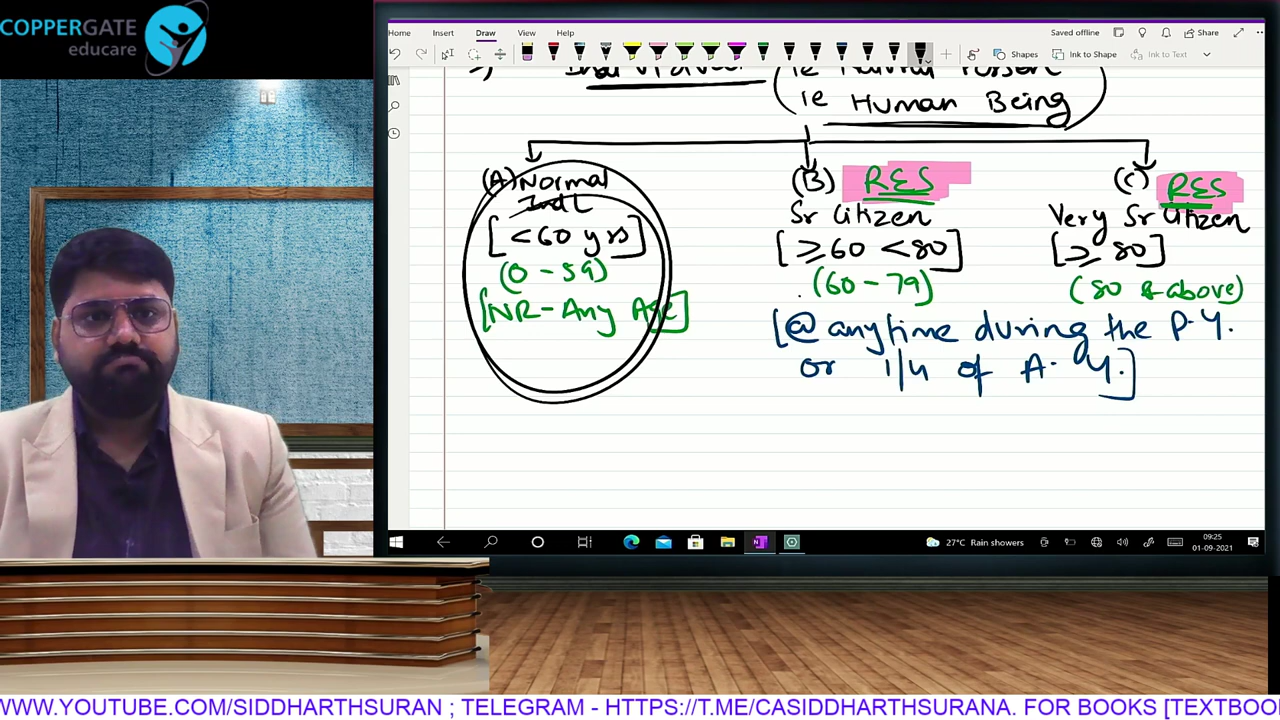 COPPERGATE
educare
Home Insert Draw View Help
Saved offline
Share
Shapes
Ink to Shape
Ink to Text
(ie Natural Person
(ie Human Being)
(A) Normal
Indl
[<60 yrs]
(0-59)
[NR-Any Age]
(B) RES
Sr Citizen
[≥60 <80]
(60-79)
(C) RES
Very Sr Citizen
[≥80]
(80 & above)
[@ anytime during the P.Y.
or 1/4 of A.Y.]
27°C Rain showers
09:25
01-09-2021
WWW.YOUTUBE.COM/SIDDHARTHSURAN ; TELEGRAM - HTTPS://T.ME/CASIDDHARTHSURANA. FOR BOOKS [TEXTBOO